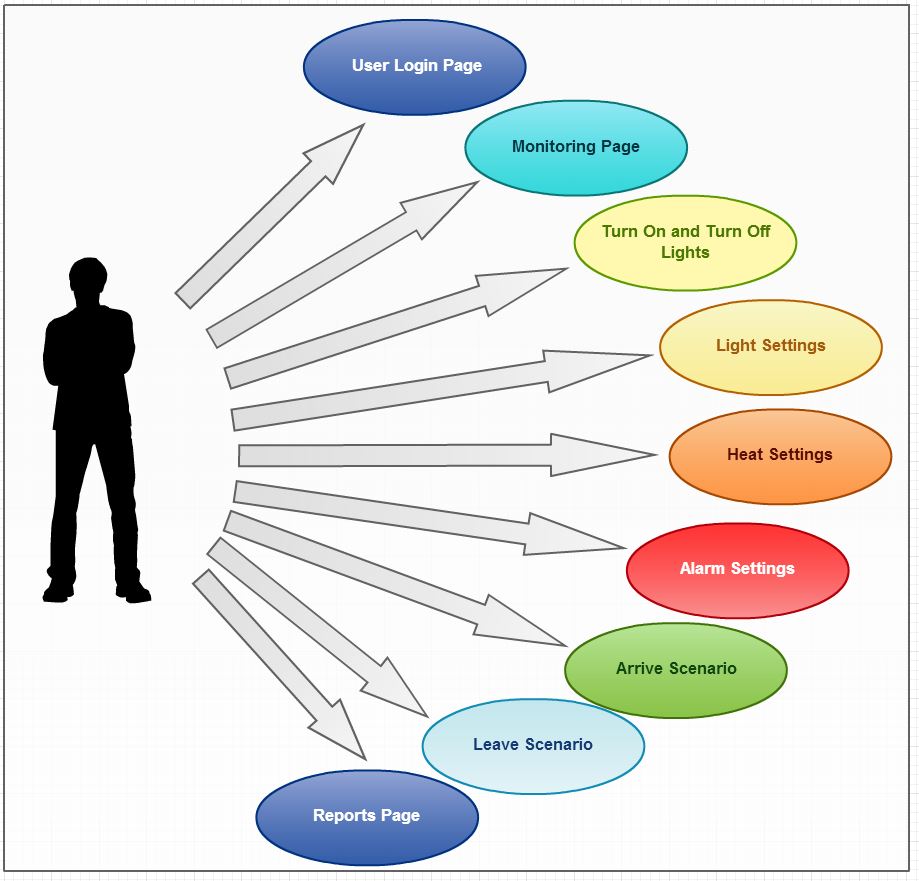 User Login Page
Monitoring Page
Turn On and Turn Off
Lights
Light Settings
Heat Settings
Alarm Settings
Arrive Scenario
Leave Scenario
Reports Page